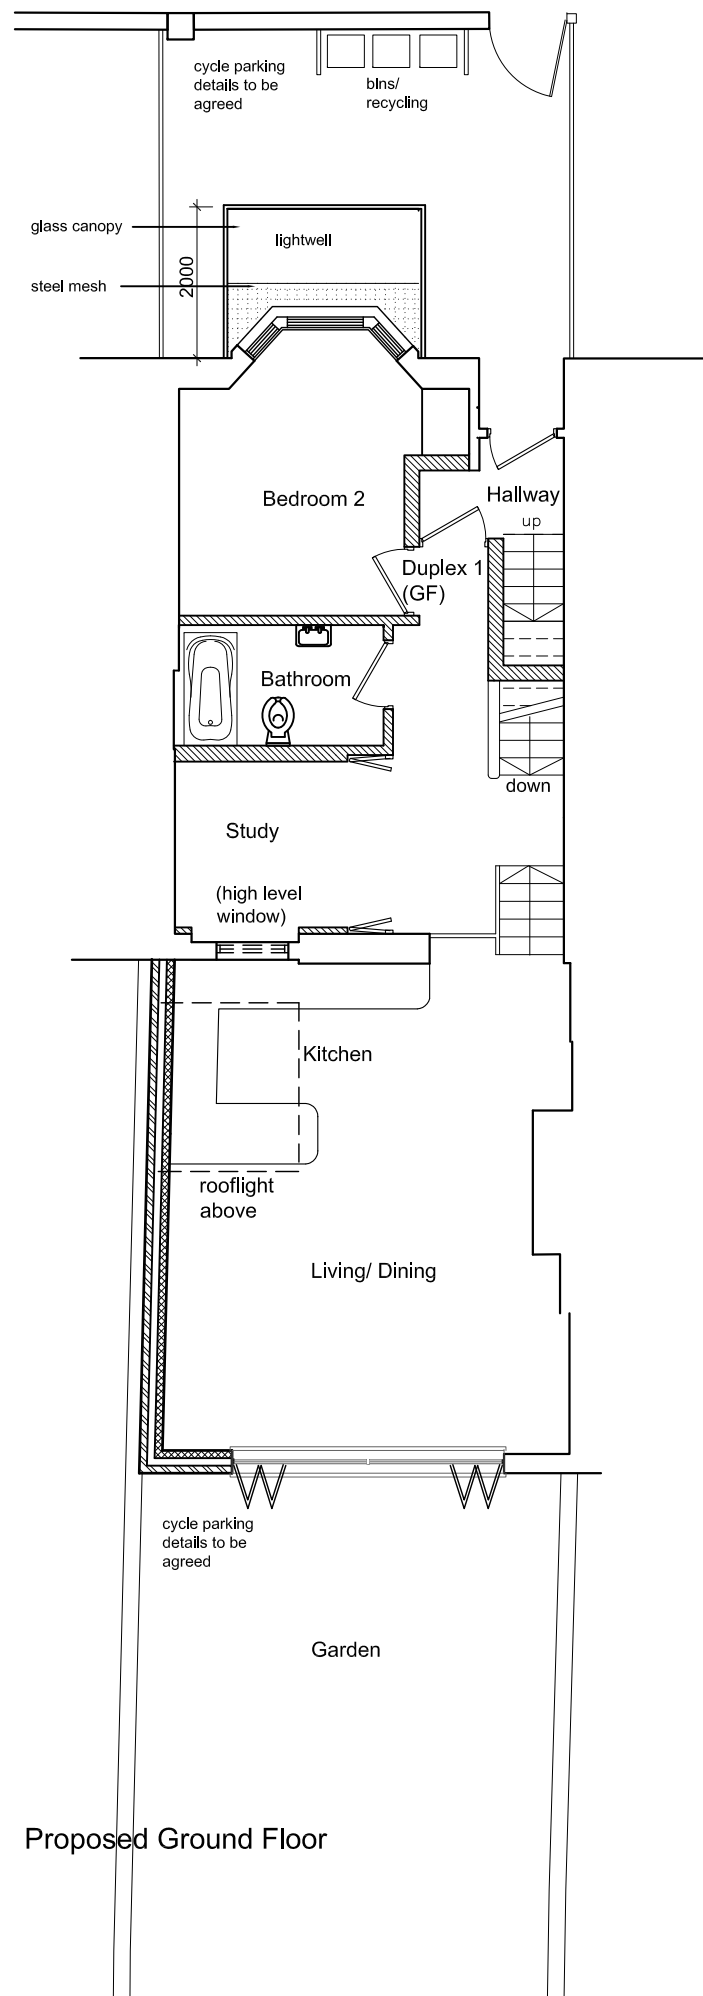 cycle parking
details to be
agreed
bins/
recycling
glass canopy
lightwell
steel mesh
2000
Bedroom 2
Hallway
up
Duplex 1
(GF)
Bathroom
down
Study
(high level
window)
Kitchen
rooflight
above
Living/ Dining
cycle parking
details to be
agreed
Garden
Proposed Ground Floor